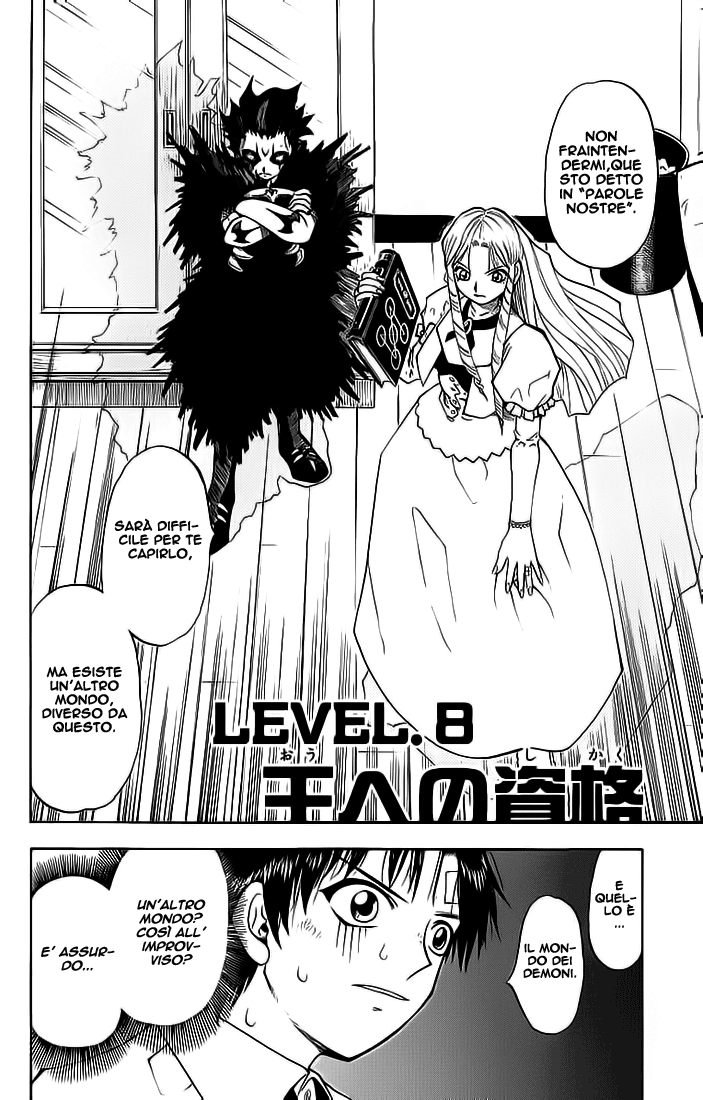 NON
FRAINTEN-
DERMI,QUE
STO DETTO
IN "PAROLE
NOSTRE".
SARÀ DIFFI-
CILE PER TE
CAPIRLO,
MA ESISTE
UN'ALTRO
MONDO,
DIVERSO DA
QUESTO.
LEVEL.8
おう しかく
王への資格
E
QUEL-
LO È
...
IL MON-
DO DEI
DEMONI.
UN'ALTRO
MONDO?
COSÌ ALL'
IMPROV-
VISO?
E' ASSUR-
DO...